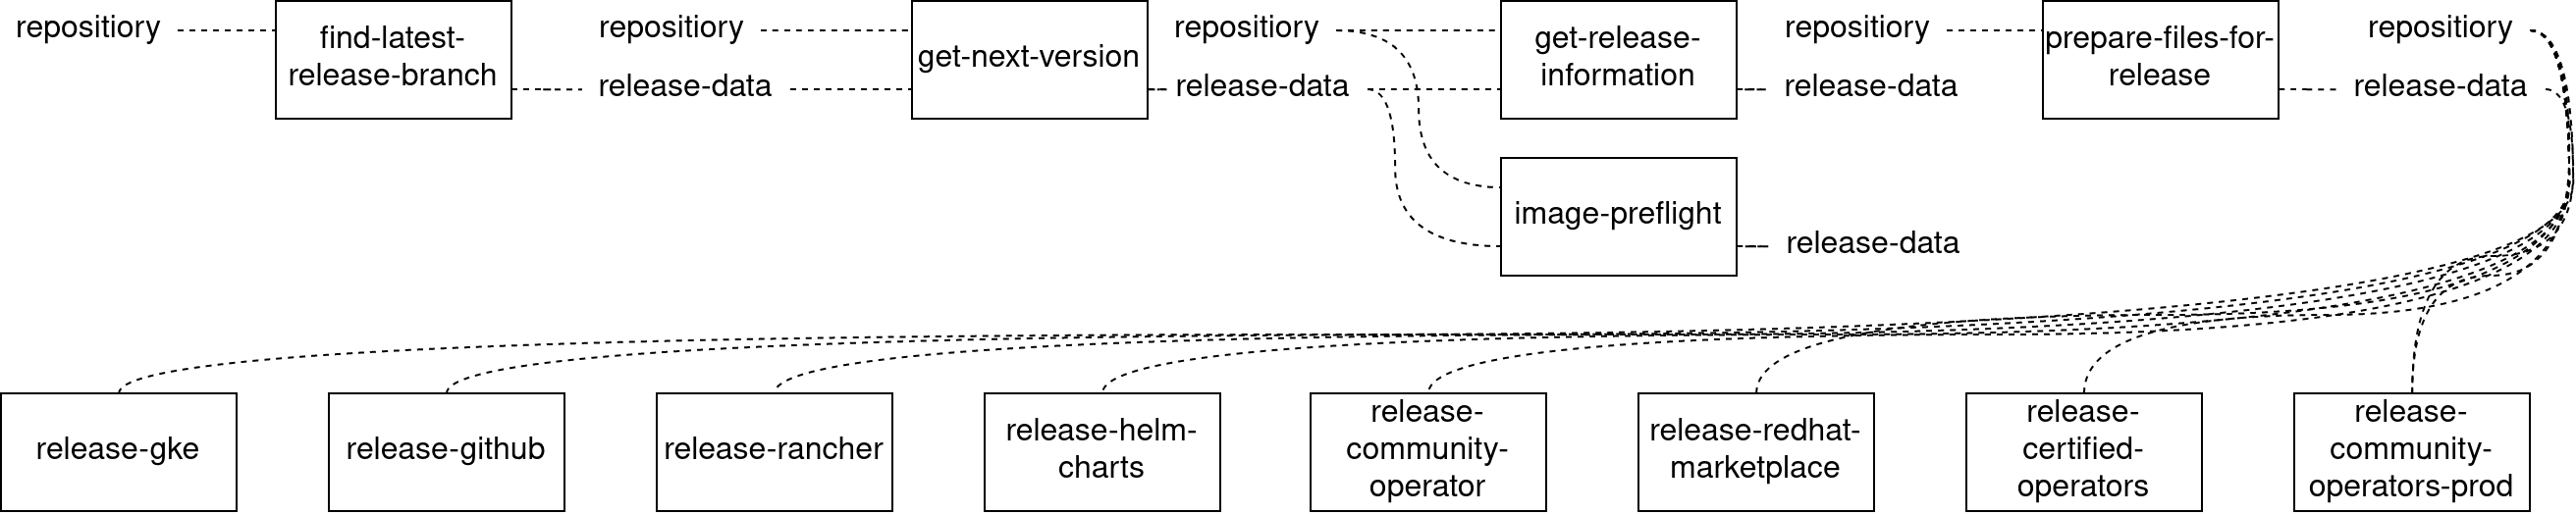 repositiory
find-latest-
release-branch
repositiory
release-data
get-next-version
repositiory
release-data
get-release-
information
repositiory
release-data
prepare-files-for-
release
repositiory
release-data
image-preflight
release-data
release-gke
release-github
release-rancher
release-helm-
charts
release-
community-
operator
release-redhat-
marketplace
release-
certified-
operators
release-
community-
operators-prod